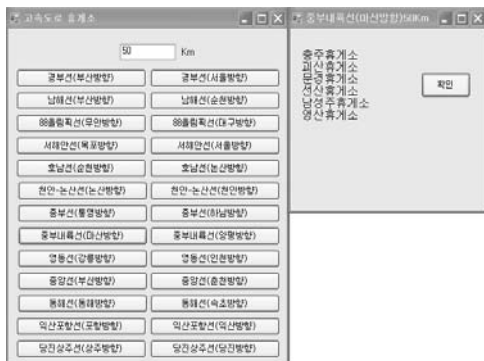 고속도로 휴게소
50 Km
경부선(부산방향) 경부선(서울방향)
남해선(부산방향) 남해선(순천방향)
88올림픽선(무안방향) 88올림픽선(대구방향)
서해안선(목포방향) 서해안선(서울방향)
호남선(순천방향) 호남선(논산방향)
천안-논산선(논산방향) 천안-논산선(천안방향)
중부선(통영방향) 중부선(하남방향)
중부내륙선(마산방향) 중부내륙선(양평방향)
영동선(강릉방향) 영동선(인천방향)
중앙선(부산방향) 중앙선(춘천방향)
동해선(동해방향) 동해선(속초방향)
익산포항선(포항방향) 익산포항선(익산방향)
당진상주선(상주방향) 당진상주선(당진방향)
중부내륙선(마산방향)50Km
충주휴게소
괴산휴게소
문경휴게소
선산휴게소
남성주휴게소
영산휴게소
확인